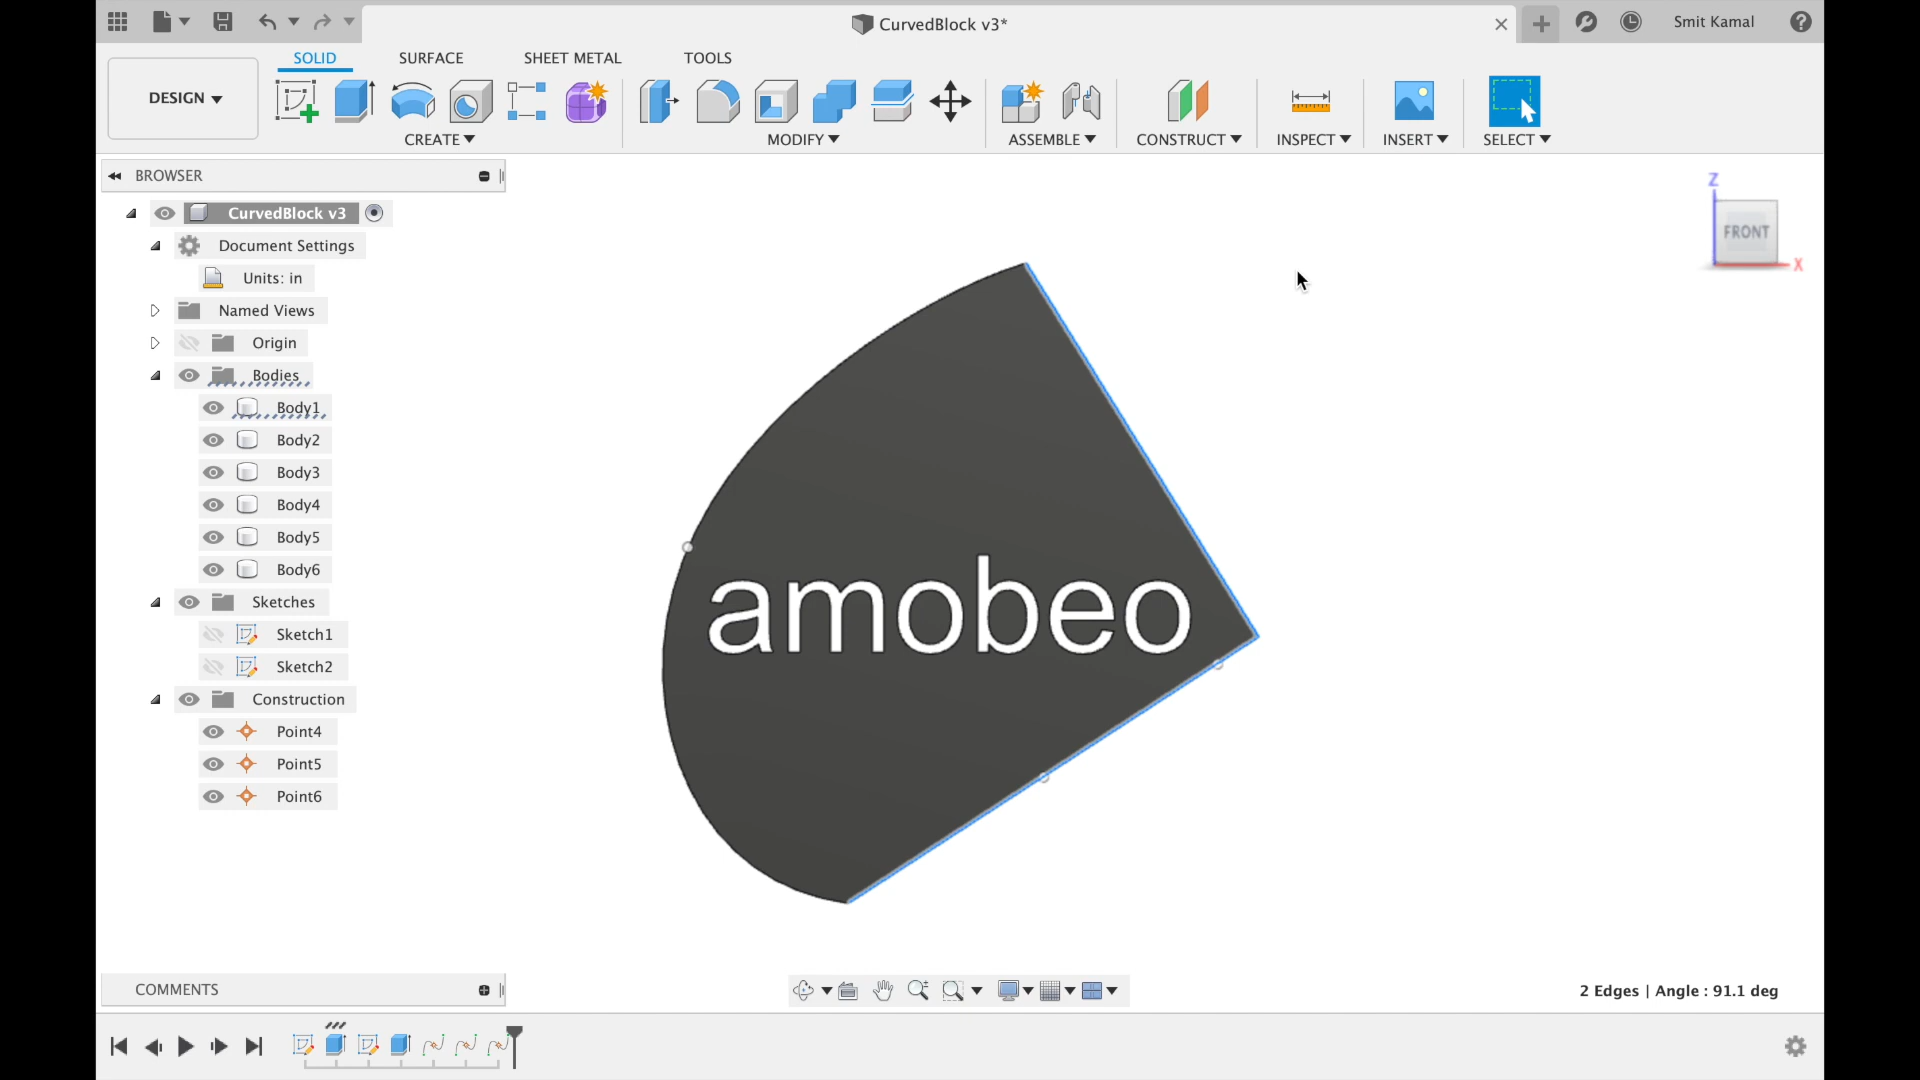 CurvedBlock v3*
Smit Kamal
SOLID
SURFACE
SHEET METAL
TOOLS
DESIGN
CREATE
MODIFY
ASSEMBLE
CONSTRUCT
INSPECT
INSERT
SELECT
BROWSER
CurvedBlock v3
Document Settings
Units: in
Named Views
Origin
Bodies
Body1
Body2
Body3
Body4
Body5
Body6
Sketches
Sketch1
Sketch2
Construction
Point4
Point5
Point6
Z
FRONT
X
amobeo
COMMENTS
2 Edges | Angle : 91.1 deg